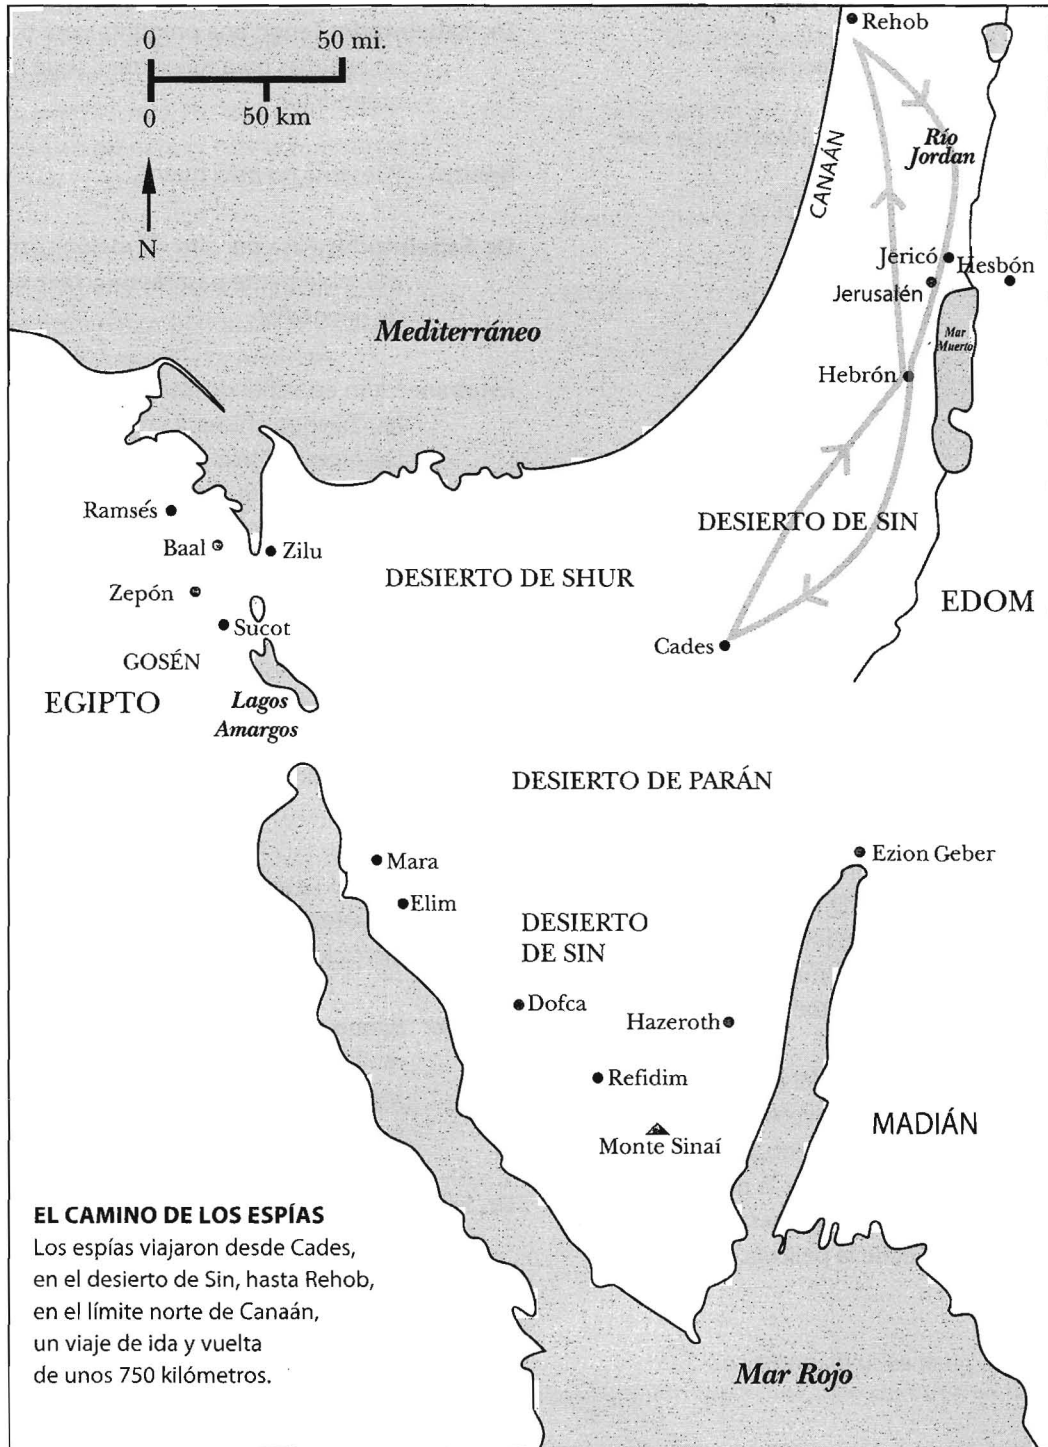 0
50 mi.
0
50 km
N
Rehob
CANAÁN
Río
Jordan
Jericó
Hesbón
Jerusalén
Mar
Muerto
Mediterráneo
Hebrón
Ramsés
Baal
Zilu
DESIERTO DE SIN
DESIERTO DE SHUR
Zepón
EDOM
Sucot
Cades
GOSÉN
EGIPTO
Lagos
Amargos
DESIERTO DE PARÁN
Mara
Ezion Geber
Elim
DESIERTO
DE SIN
Dofca
Hazeroth
Refidim
MADIÁN
Monte Sinaí
EL CAMINO DE LOS ESPÍAS
Los espías viajaron desde Cades,
en el desierto de Sin, hasta Rehob,
en el límite norte de Canaán,
un viaje de ida y vuelta
de unos 750 kilómetros.
Mar Rojo